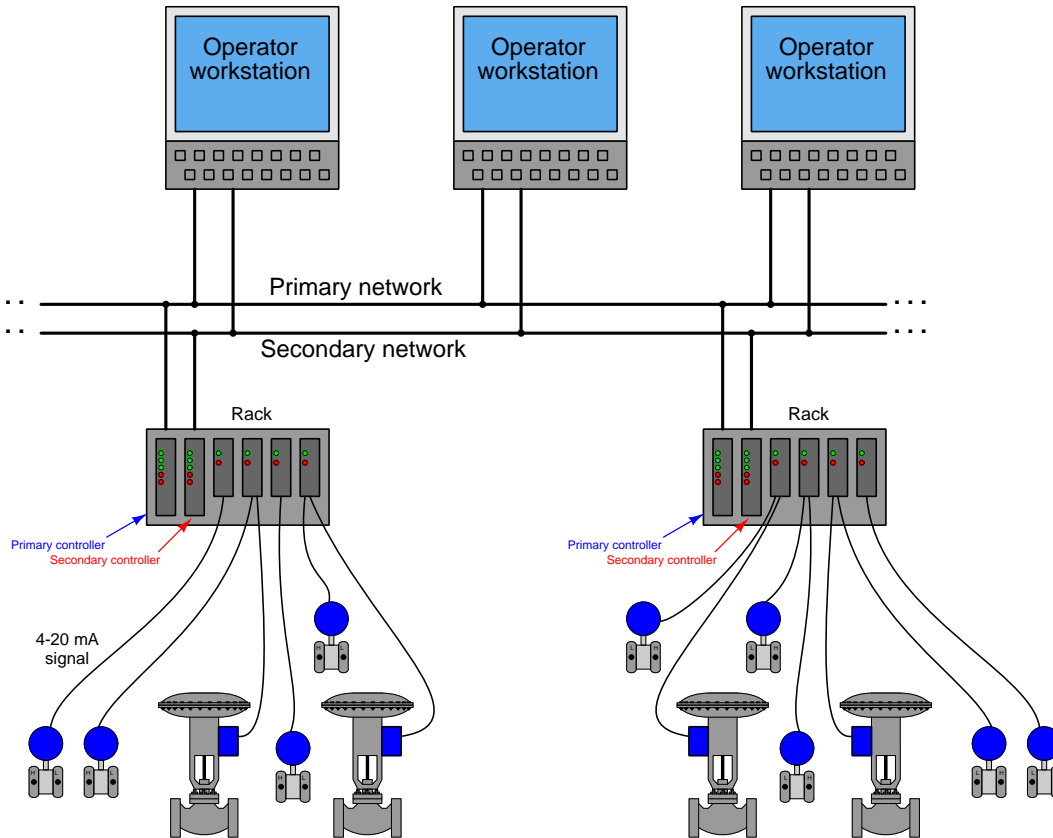 Operator
workstation
Operator
workstation
Operator
workstation
Primary network
. .
. . .
. .
. . .
Secondary network
Rack
Rack
Primary controller
Secondary controller
Primary controller
Secondary controller
4-20 mA
signal
H L
H L
H L
L H
H L
H L
L H
H L
H L